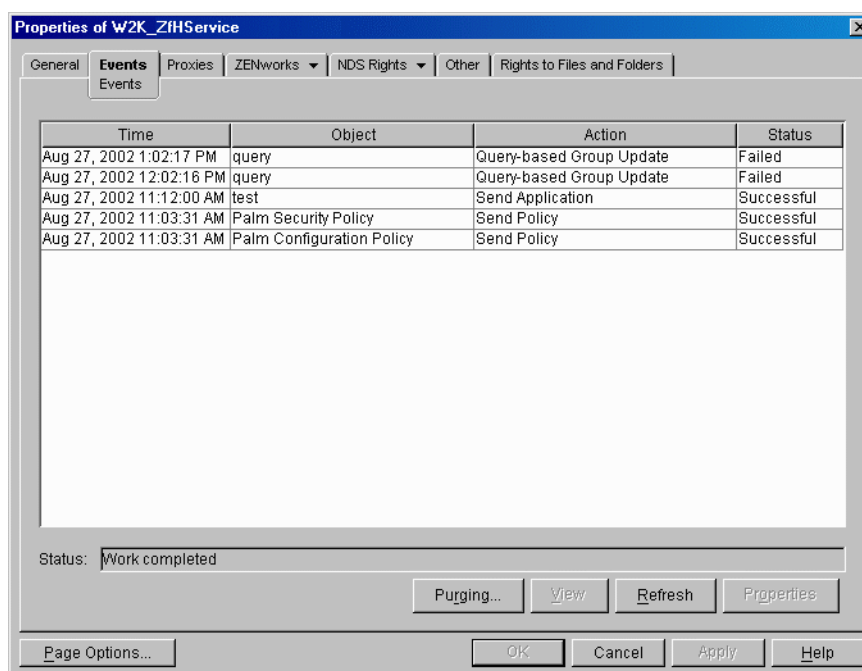 Properties of W2K_ZfHService
General Events Proxies ZENworks NDS Rights Other Rights to Files and Folders
Events
Time Object Action Status
Aug 27, 2002 1:02:17 PM query Query-based Group Update Failed
Aug 27, 2002 12:02:16 PM query Query-based Group Update Failed
Aug 27, 2002 11:12:00 AM test Send Application Successful
Aug 27, 2002 11:03:31 AM Palm Security Policy Send Policy Successful
Aug 27, 2002 11:03:31 AM Palm Configuration Policy Send Policy Successful
Status: Work completed
Purging... View Refresh Properties
Page Options... OK Cancel Apply Help